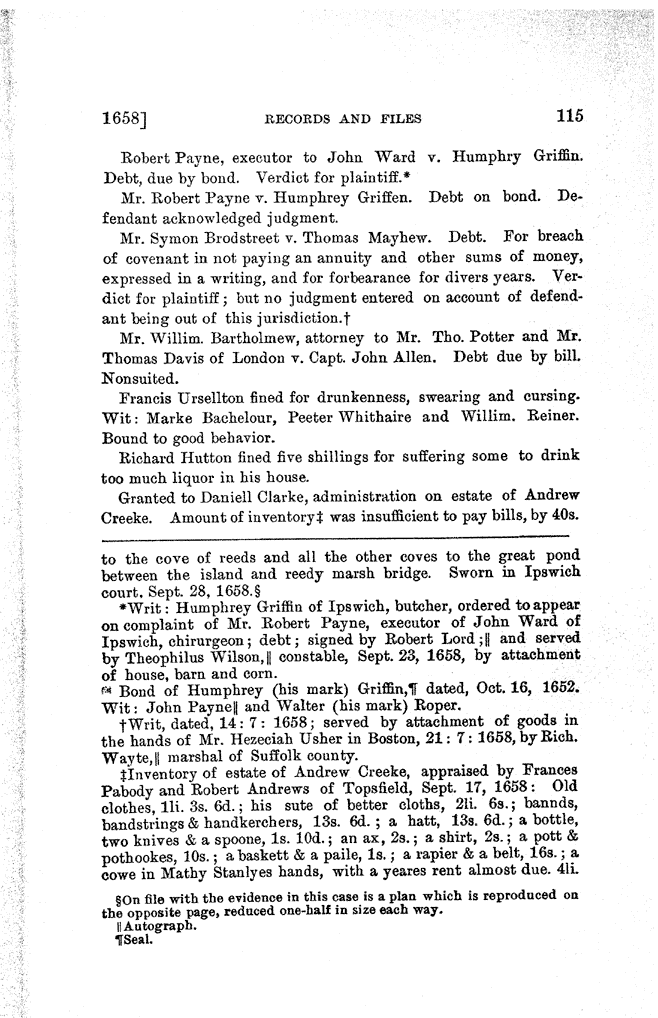 1658] RECORDS AND FILES 115
Robert Payne, executor to John Ward v. Humphry Griffin.
Debt, due by bond. Verdict for plaintiff.*
Mr. Robert Payne v. Humphrey Griffen. Debt on bond. De-
fendant acknowledged judgment.
Mr. Symon Brodstreet v. Thomas Mayhew. Debt. For breach
of covenant in not paying an annuity and other sums of money,
expressed in a writing, and for forbearance for divers years. Ver-
dict for plaintiff; but no judgment entered on account of defend-
ant being out of this jurisdiction.†
Mr. Willim. Bartholmew, attorney to Mr. Tho. Potter and Mr.
Thomas Davis of London v. Capt. John Allen. Debt due by bill.
Nonsuited.
Francis Ursellton fined for drunkenness, swearing and cursing.
Wit: Marke Bachelour, Peeter Whithaire and Willim. Reiner.
Bound to good behavior.
Richard Hutton fined five shillings for suffering some to drink
too much liquor in his house.
Granted to Daniell Clarke, administration on estate of Andrew
Creeke. Amount of inventory‡ was insufficient to pay bills, by 40s.
to the cove of reeds and all the other coves to the great pond
between the island and reedy marsh bridge. Sworn in Ipswich
court, Sept. 28, 1658.§
*Writ: Humphrey Griffin of Ipswich, butcher, ordered to appear
on complaint of Mr. Robert Payne, executor of John Ward of
Ipswich, chirurgeon; debt; signed by Robert Lord;‖ and served
by Theophilus Wilson,‖ constable, Sept. 23, 1658, by attachment
of house, barn and corn.
Bond of Humphrey (his mark) Griffin,¶ dated, Oct. 16, 1652.
Wit: John Payne‖ and Walter (his mark) Roper.
†Writ, dated, 14: 7: 1658; served by attachment of goods in
the hands of Mr. Hezeciah Usher in Boston, 21: 7: 1658, by Rich.
Wayte,‖ marshal of Suffolk county.
‡Inventory of estate of Andrew Creeke, appraised by Frances
Pabody and Robert Andrews of Topsfield, Sept. 17, 1658: Old
clothes, 1li. 3s. 6d.; his sute of better cloths, 2li. 6s.; bannds,
bandstrings & handkerchers, 13s. 6d.; a hatt, 13s. 6d.; a bottle,
two knives & a spoone, 1s. 10d.; an ax, 2s.; a shirt, 2s.; a pott &
pothookes, 10s.; a baskett & a paile, 1s.; a rapier & a belt, 16s.; a
cowe in Mathy Stanlyes hands, with a yeares rent almost due. 4li.
§On file with the evidence in this case is a plan which is reproduced on
the opposite page, reduced one-half in size each way.
‖Autograph.
¶Seal.